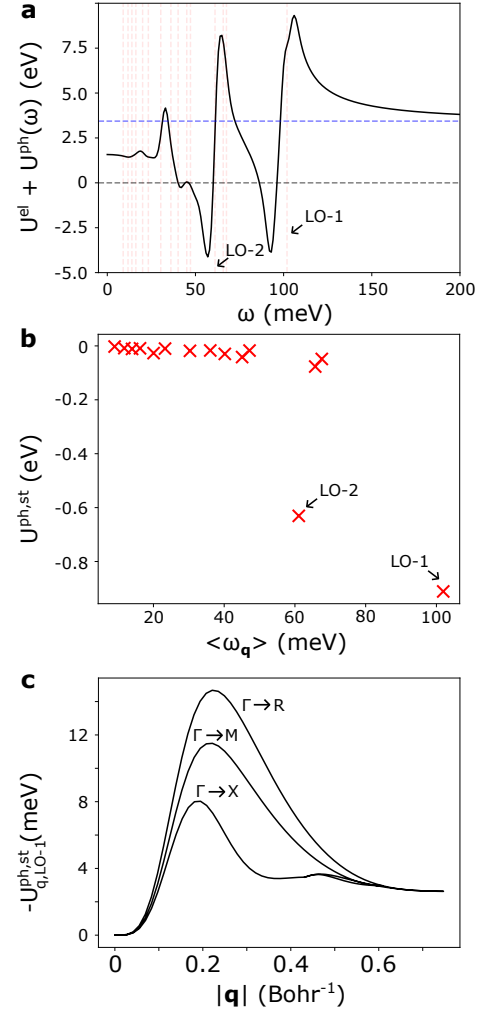 a
U^el + U^ph(ω) (eV)
7.5
5.0
2.5
0
-2.5
-5.0
LO-2
LO-1
0
50
100
150
200
ω (meV)
b
U^ph,st
(eV)
0
-0.2
-0.4
-0.6
-0.8
LO-2
LO-1
20
40
60
80
100
<ω_q> (meV)
c
-U^ph,st_q,LO-1(meV)
12
8
4
0
Γ→R
Γ→M
Γ→X
0
0.2
0.4
0.6
|q| (Bohr^-1)